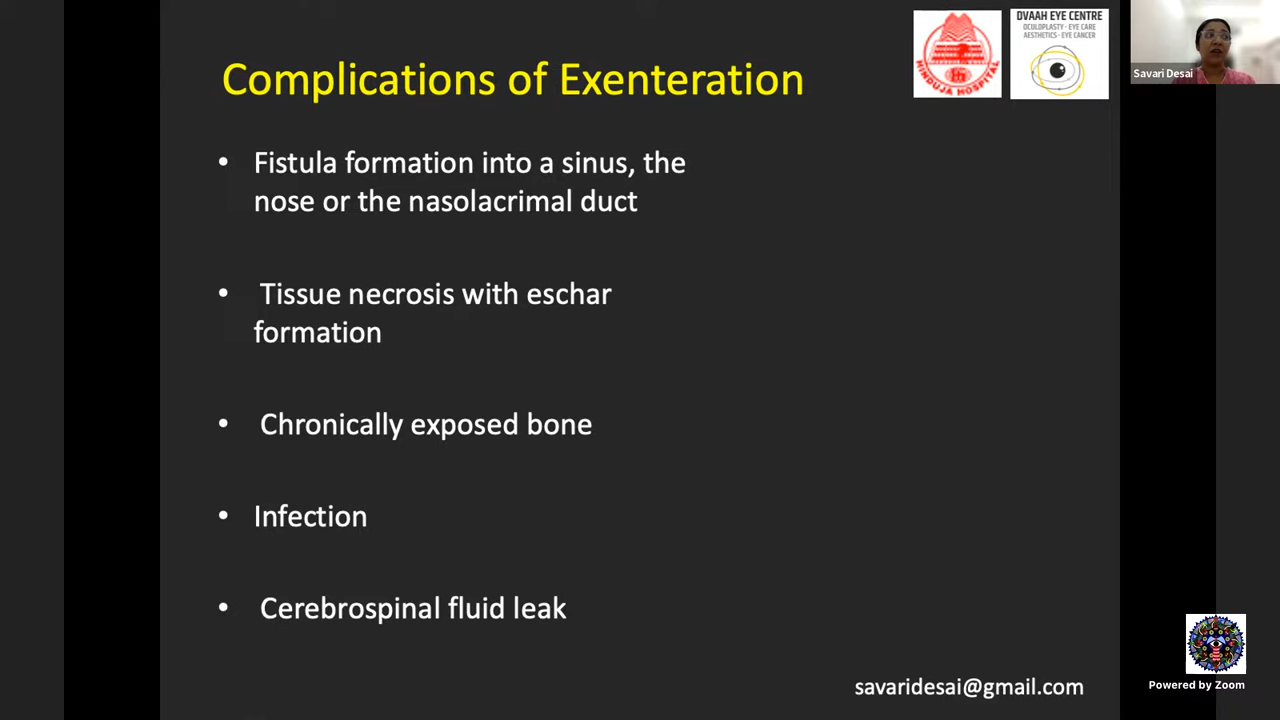 Complications of Exenteration
HINDUJA HOSPITAL
DVAAH EYE CENTRE
OCULOPLASTY · EYE CARE
AESTHETICS · EYE CANCER
Savari Desai
• Fistula formation into a sinus, the
nose or the nasolacrimal duct
• Tissue necrosis with eschar
formation
• Chronically exposed bone
• Infection
• Cerebrospinal fluid leak
savaridesai@gmail.com
Powered by Zoom